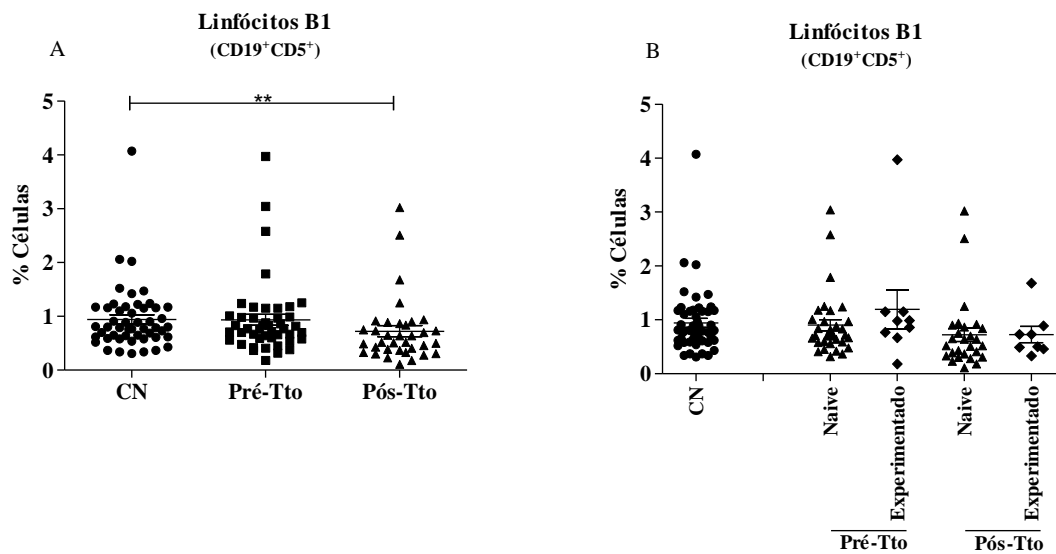 A
Linfócitos B1
(CD19⁺CD5⁺)
**
% Células
5
4
3
2
1
0
CN
Pré-Tto
Pós-Tto
B
Linfócitos B1
(CD19⁺CD5⁺)
% Células
5
4
3
2
1
0
CN
Naive
Experimentado
Naive
Experimentado
Pré-Tto
Pós-Tto